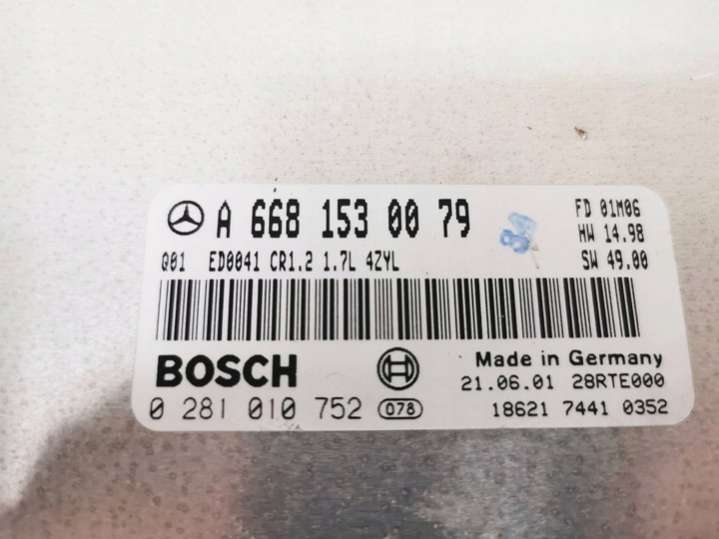 A 668 153 00 79
FD 01M06
HW 14.98
Q01 ED0041 CR1.2 1.7L 4ZYL
SW 49.00
BOSCH
Made in Germany
21.06.01 28RTE000
0 281 010 752 078
18621 7441 0352